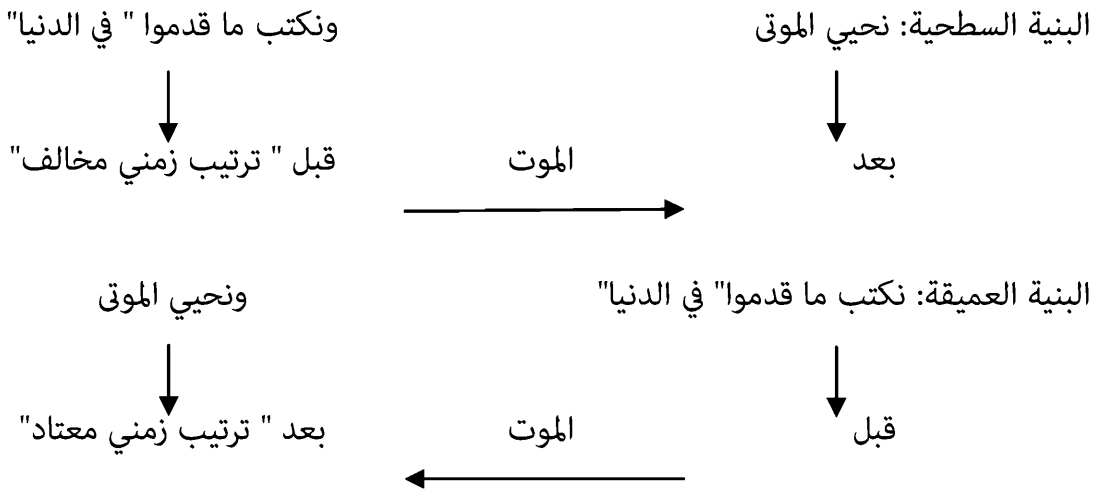 البنية السطحية: نحيي الموتى ونكتب ما قدموا " في الدنيا"
بعد الموت قبل " ترتيب زمني مخالف"
البنية العميقة: نكتب ما قدموا" في الدنيا" ونحيي الموتى
قبل الموت بعد " ترتيب زمني معتاد"